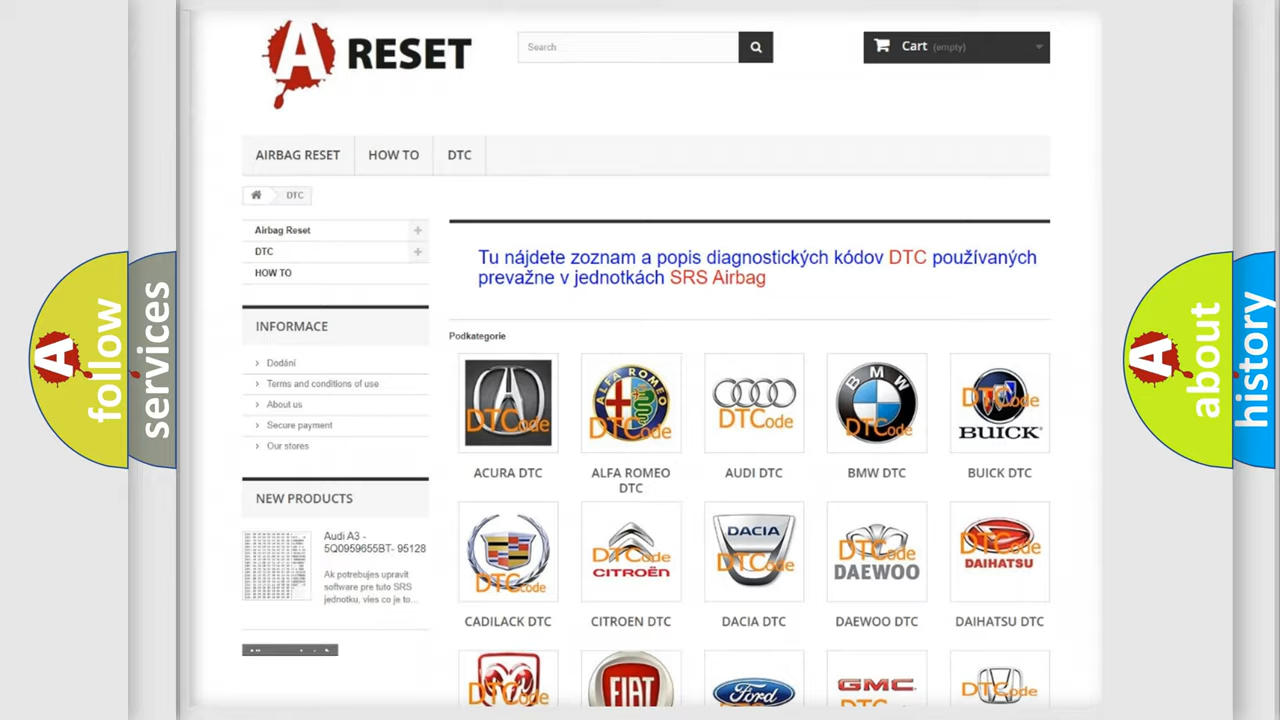 A RESET
Search
Cart (empty)
AIRBAG RESET
HOW TO
DTC
DTC
Airbag Reset
DTC
HOW TO
Tu nájdete zoznam a popis diagnostických kódov DTC používaných
prevažne v jednotkách SRS Airbag
INFORMACE
Podkategorie
Dodání
Terms and conditions of use
About us
Secure payment
Our stores
NEW PRODUCTS
Audi A3 -
5Q0959655BT- 95128
Ak potrebujes upravit
software pre tuto SRS
jednotku, vies co je to...
DTCode
ALFA ROMEO
DTCode
DTCode
BMW
DTCode
DTCode
BUICK
ACURA DTC
ALFA ROMEO
DTC
AUDI DTC
BMW DTC
BUICK DTC
DTCode
DTCode
CITROËN
DACIA
DTCode
DTCode
DAEWOO
DTCode
DAIHATSU
CADILACK DTC
CITROEN DTC
DACIA DTC
DAEWOO DTC
DAIHATSU DTC
DTCode
FIAT
Ford
GMC
DTCode
A
follow
services
A
about
history